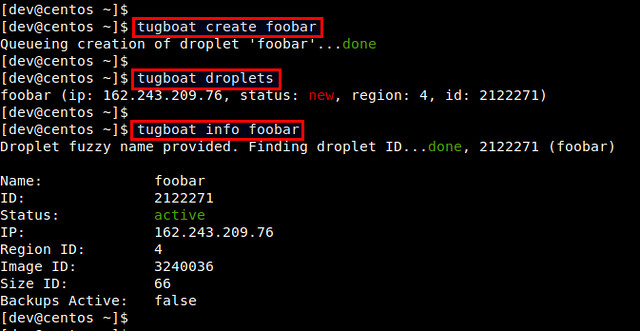 [dev@centos ~]$
[dev@centos ~]$ tugboat create foobar
Queueing creation of droplet 'foobar'...done
[dev@centos ~]$
[dev@centos ~]$ tugboat droplets
foobar (ip: 162.243.209.76, status: new, region: 4, id: 2122271)
[dev@centos ~]$
[dev@centos ~]$ tugboat info foobar
Droplet fuzzy name provided. Finding droplet ID...done, 2122271 (foobar)
Name: foobar
ID: 2122271
Status: active
IP: 162.243.209.76
Region ID: 4
Image ID: 3240036
Size ID: 66
Backups Active: false
[dev@centos ~]$
[dev@centos ~]$